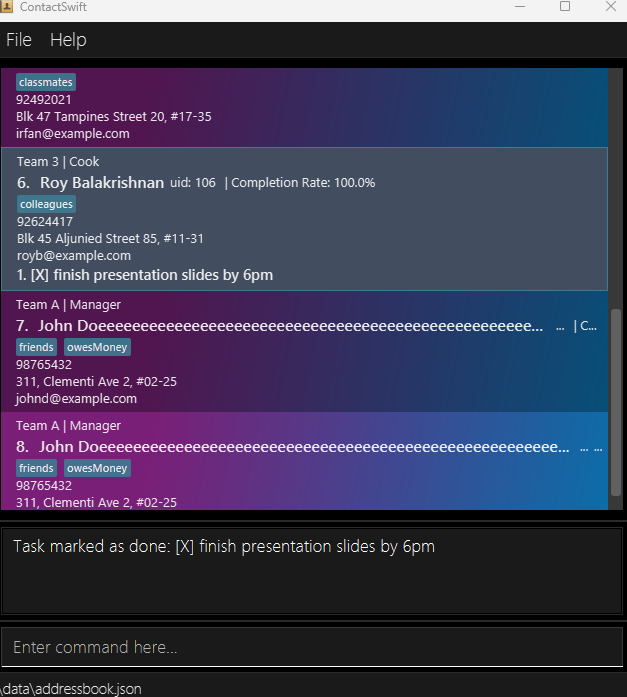 ContactSwift
File Help
classmates
92492021
Blk 47 Tampines Street 20, #17-35
irfan@example.com
Team 3 | Cook
6. Roy Balakrishnan uid: 106 | Completion Rate: 100.0%
colleagues
92624417
Blk 45 Aljunied Street 85, #11-31
royb@example.com
1. [X] finish presentation slides by 6pm
Team A | Manager
7. John Doeeeeeeeeeeeeeeeeeeeeeeeeeeeeeeeeeeeeeeeeeeeeeeeeeee... ... | C...
friends owesMoney
98765432
311, Clementi Ave 2, #02-25
johnd@example.com
Team A | Manager
8. John Doeeeeeeeeeeeeeeeeeeeeeeeeeeeeeeeeeeeeeeeeeeeeeeeeeeeeee... ... ...
friends owesMoney
98765432
311, Clementi Ave 2, #02-25
Task marked as done: [X] finish presentation slides by 6pm
Enter command here...
\data\addressbook.json